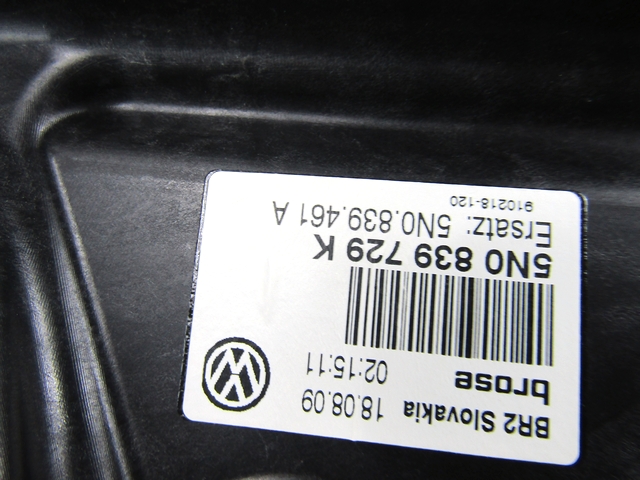 BR2 Slovakia 18.08.09
brose 02:15:11
5N0 839 729 K
Ersatz: 5N0.839.461 A
910218-120